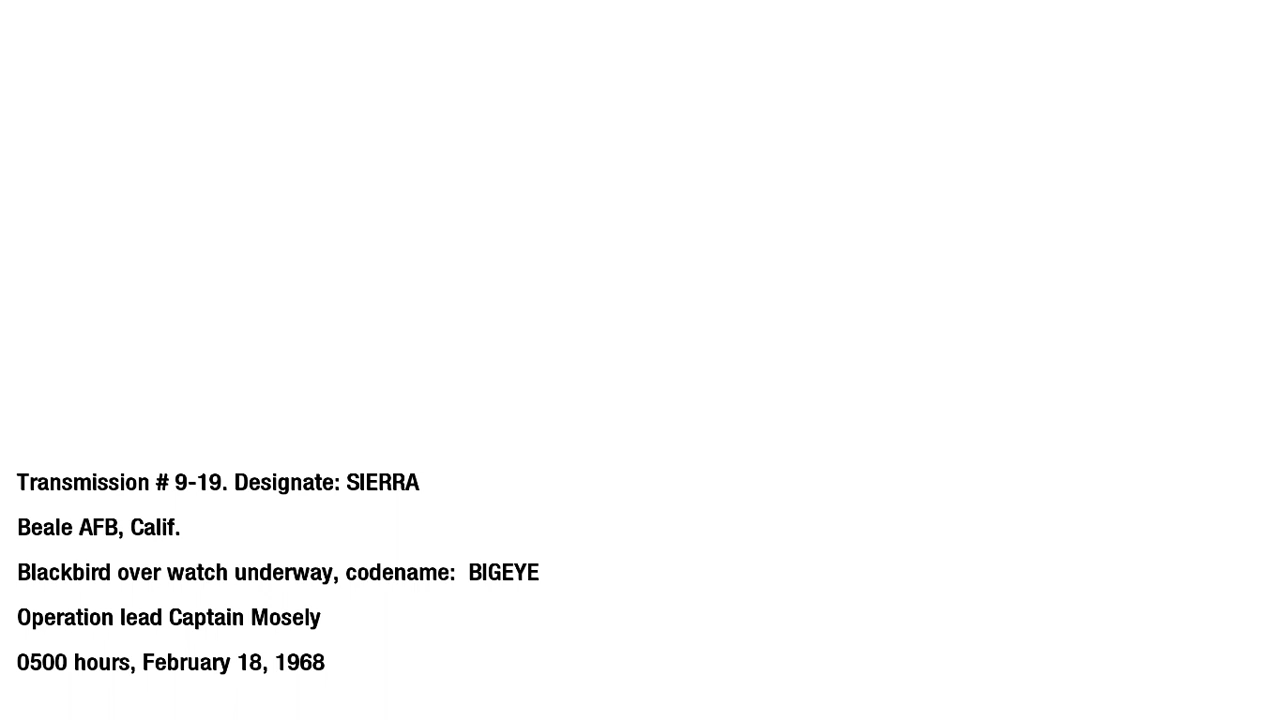 Transmission # 9-19. Designate: SIERRA
Beale AFB, Calif.
Blackbird over watch underway, codename:  BIGEYE
Operation lead Captain Mosely
0500 hours, February 18, 1968